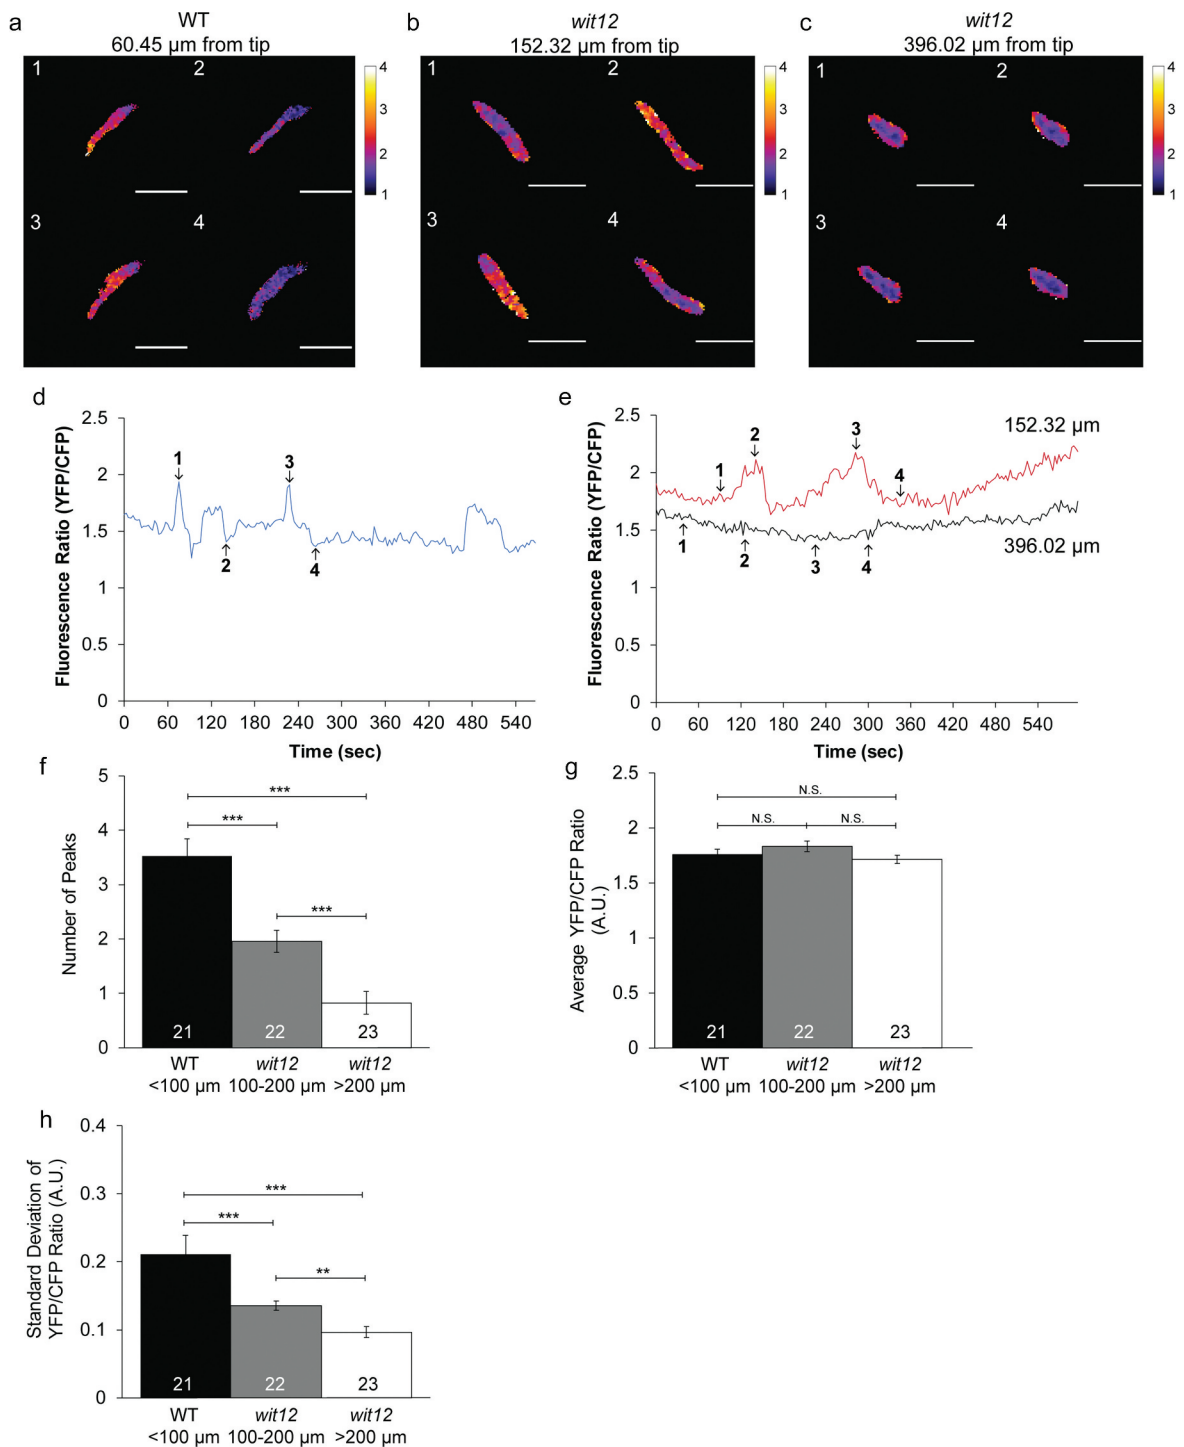 a
WT
60.45 µm from tip
1
2
3
4
4
3
2
1
b
wit12
152.32 µm from tip
1
2
3
4
4
3
2
1
c
wit12
396.02 µm from tip
1
2
3
4
4
3
2
1
d
Fluorescence Ratio (YFP/CFP)
2.5
2
1.5
1
0.5
0
1
2
3
4
0 60 120 180 240 300 360 420 480 540
Time (sec)
e
Fluorescence Ratio (YFP/CFP)
2.5
2
1.5
1
0.5
0
152.32 µm
1
2
3
4
396.02 µm
1
2
3
4
0 60 120 180 240 300 360 420 480 540
Time (sec)
f
Number of Peaks
5
4
3
2
1
0
***
***
***
21
22
23
WT wit12 wit12
<100 µm 100-200 µm >200 µm
g
Average YFP/CFP Ratio
(A.U.)
2.5
2
1.5
1
0.5
0
N.S.
N.S. N.S.
21
22
23
WT wit12 wit12
<100 µm 100-200 µm >200 µm
h
Standard Deviation of
YFP/CFP Ratio (A.U.)
0.4
0.3
0.2
0.1
0
***
***
**
21
22
23
WT wit12 wit12
<100 µm 100-200 µm >200 µm